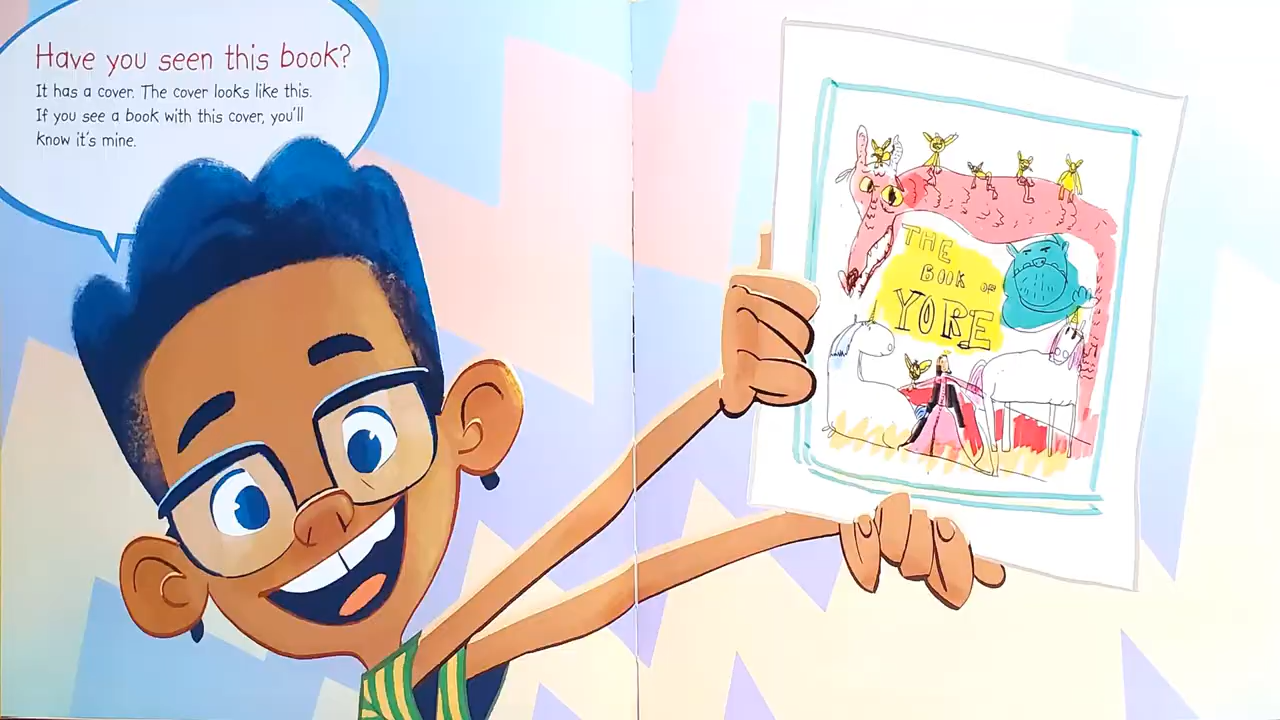 Have you seen this book?
It has a cover. The cover looks like this.
If you see a book with this cover, you'll
know it's mine.
THE
BOOK OF
YORE